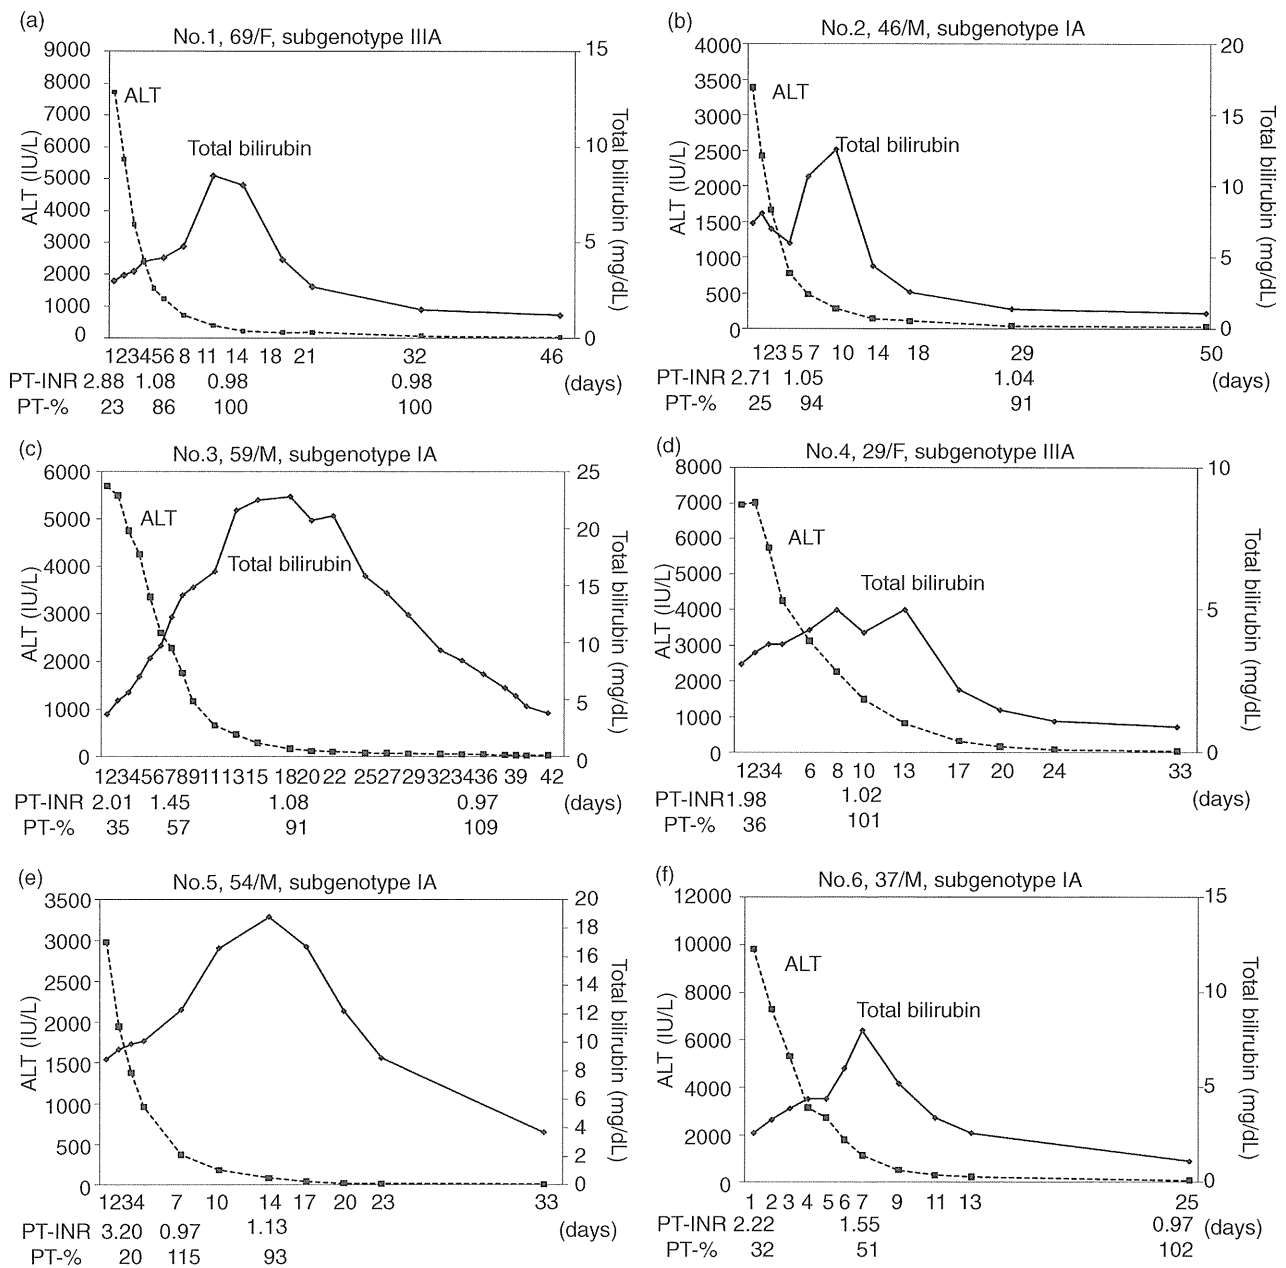 (a)
No.1, 69/F, subgenotype IIIA
9000
8000
7000
6000
5000
4000
3000
2000
1000
0
ALT (IU/L)
ALT
Total bilirubin
15
10
5
0
Total bilirubin (mg/dL)
123456 8 11 14 18 21 32 46
PT-INR 2.88 1.08 0.98 0.98 (days)
PT-% 23 86 100 100
(b)
No.2, 46/M, subgenotype IA
4000
3500
3000
2500
2000
1500
1000
500
0
ALT (IU/L)
ALT
Total bilirubin
20
15
10
5
0
Total bilirubin (mg/dL)
123 5 7 10 14 18 29 50
PT-INR 2.71 1.05 1.04 (days)
PT-% 25 94 91
(c)
No.3, 59/M, subgenotype IA
6000
5000
4000
3000
2000
1000
0
ALT (IU/L)
ALT
Total bilirubin
25
20
15
10
5
0
Total bilirubin (mg/dL)
123456789 11 13 15 18 20 22 25 27 29 32 34 36 39 42
PT-INR 2.01 1.45 1.08 0.97 (days)
PT-% 35 57 91 109
(d)
No.4, 29/F, subgenotype IIIA
8000
7000
6000
5000
4000
3000
2000
1000
0
ALT (IU/L)
ALT
Total bilirubin
10
5
0
Total bilirubin (mg/dL)
1234 6 8 10 13 17 20 24 33
PT-INR 1.98 1.02 (days)
PT-% 36 101
(e)
No.5, 54/M, subgenotype IA
3500
3000
2500
2000
1500
1000
500
0
ALT (IU/L)
20
18
16
14
12
10
8
6
4
2
0
Total bilirubin (mg/dL)
1234 7 10 14 17 20 23 33
PT-INR 3.20 0.97 1.13 (days)
PT-% 20 115 93
(f)
No.6, 37/M, subgenotype IA
12000
10000
8000
6000
4000
2000
0
ALT (IU/L)
ALT
Total bilirubin
15
10
5
0
Total bilirubin (mg/dL)
1 2 3 4 5 6 7 9 11 13 25
PT-INR 2.22 1.55 0.97 (days)
PT-% 32 51 102